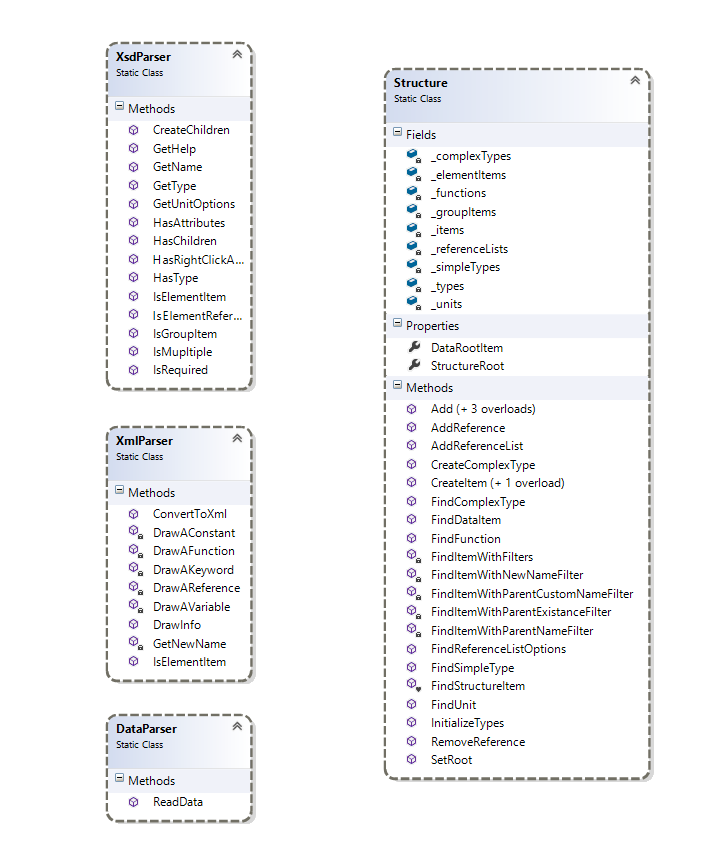 XsdParser
Static Class
Methods
CreateChildren
GetHelp
GetName
GetType
GetUnitOptions
HasAttributes
HasChildren
HasRightClickA...
HasType
IsElementItem
IsElementRefer...
IsGroupItem
IsMupltiple
IsRequired
XmlParser
Static Class
Methods
ConvertToXml
DrawAConstant
DrawAFunction
DrawAKeyword
DrawAReference
DrawAVariable
DrawInfo
GetNewName
IsElementItem
DataParser
Static Class
Methods
ReadData
Structure
Static Class
Fields
_complexTypes
_elementItems
_functions
_groupItems
_items
_referenceLists
_simpleTypes
_types
_units
Properties
DataRootItem
StructureRoot
Methods
Add (+ 3 overloads)
AddReference
AddReferenceList
CreateComplexType
CreateItem (+ 1 overload)
FindComplexType
FindDataItem
FindFunction
FindItemWithFilters
FindItemWithNewNameFilter
FindItemWithParentCustomNameFilter
FindItemWithParentExistanceFilter
FindItemWithParentNameFilter
FindReferenceListOptions
FindSimpleType
FindStructureItem
FindUnit
InitializeTypes
RemoveReference
SetRoot